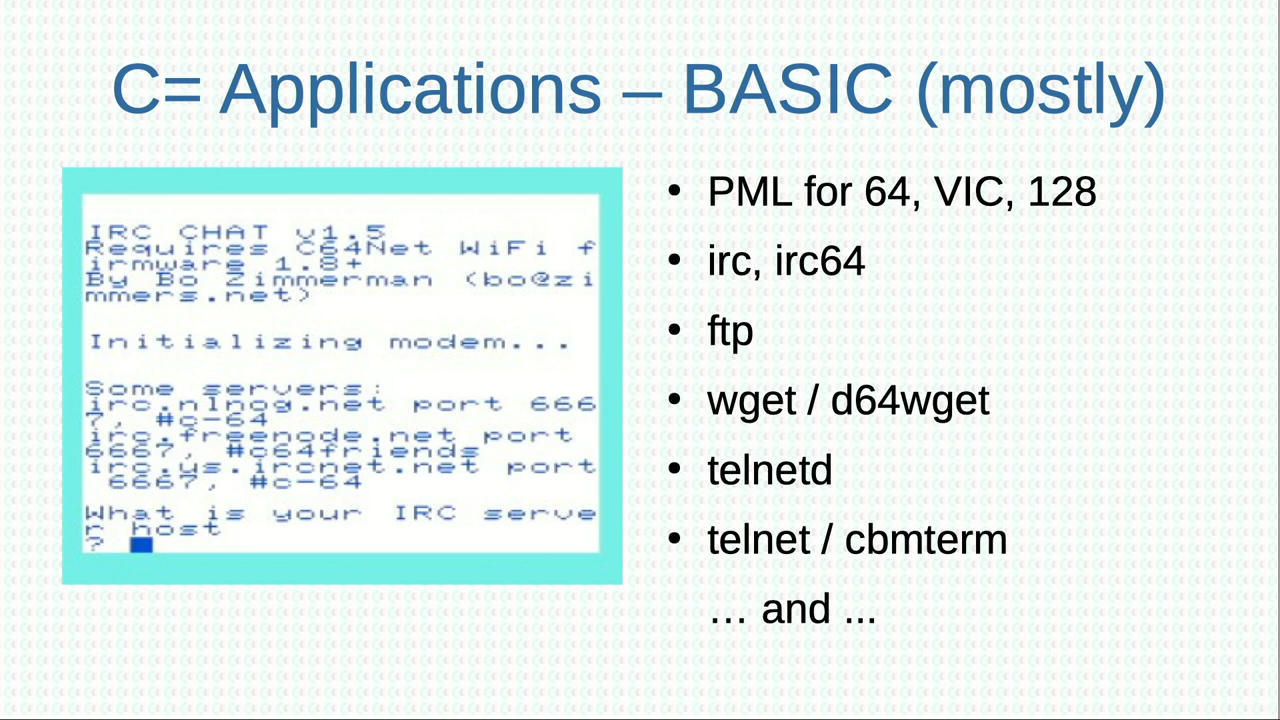 C= Applications – BASIC (mostly)
IRC CHAT v1.5
Requires C64Net WiFi f
irmware 1.8+
By Bo Zimmerman (bo@zi
mmers.net)
Initializing modem...
Some servers:
irc.nlnog.net port 666
7, #c-64
irc.freenode.net port
6667, #c64friends
irc.us.ircnet.net port
6667, #c-64
What is your IRC serve
r host
?
• PML for 64, VIC, 128
• irc, irc64
• ftp
• wget / d64wget
• telnetd
• telnet / cbmterm
… and ...